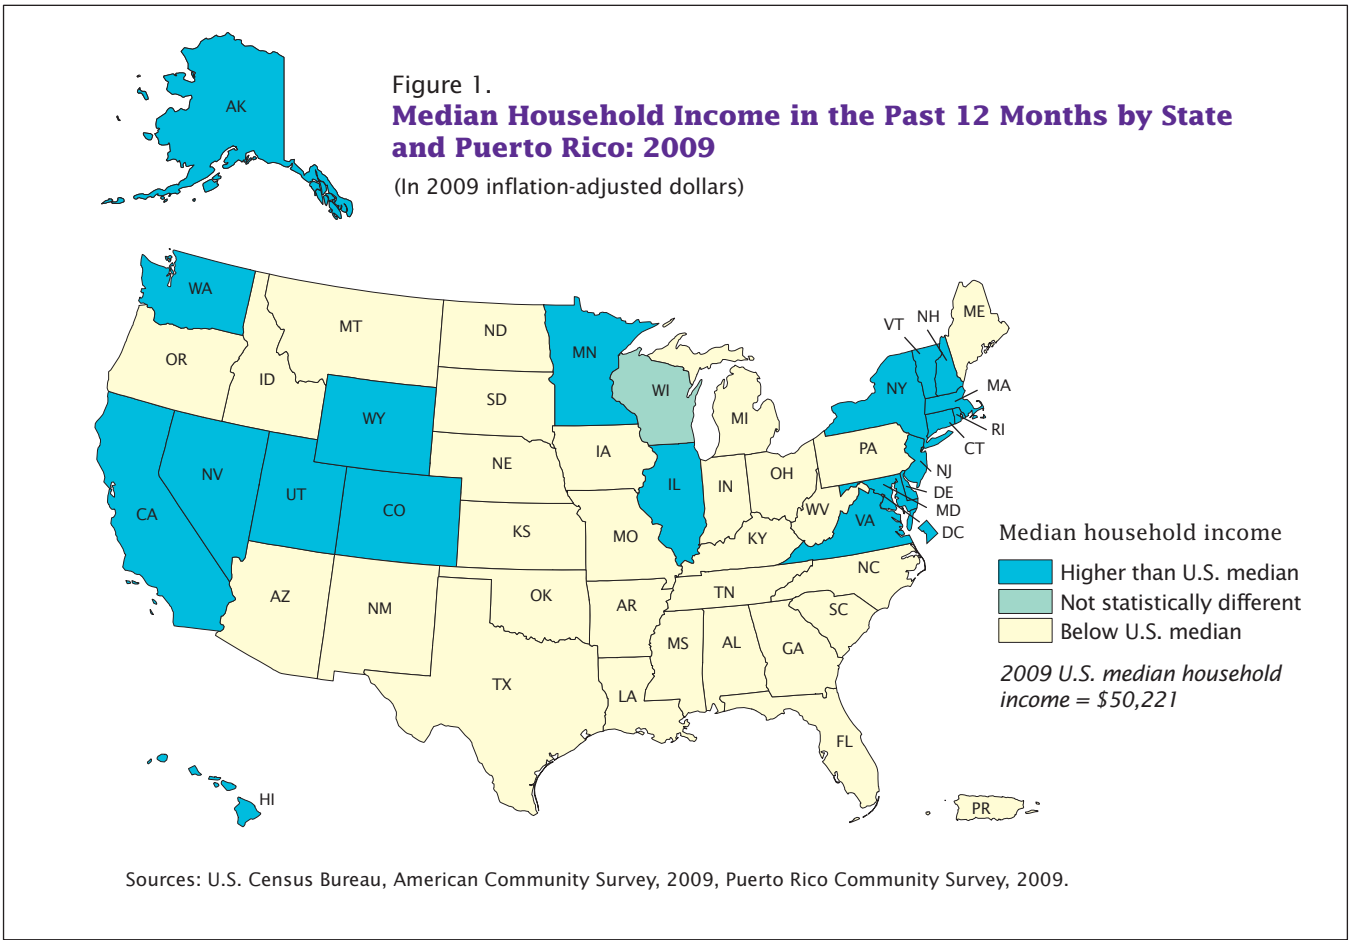 Figure 1.
Median Household Income in the Past 12 Months by State
and Puerto Rico: 2009
(In 2009 inflation-adjusted dollars)
AK
WA
OR
ID
MT
ND
MN
WI
SD
WY
NV
UT
CA
CO
NE
IA
IL
MI
IN
OH
PA
NY
VT
NH
ME
MA
RI
CT
NJ
DE
MD
DC
WV
VA
KY
MO
KS
AZ
NM
OK
AR
TN
NC
SC
MS
AL
GA
TX
LA
FL
HI
PR
Median household income
Higher than U.S. median
Not statistically different
Below U.S. median
2009 U.S. median household
income = $50,221
Sources: U.S. Census Bureau, American Community Survey, 2009, Puerto Rico Community Survey, 2009.